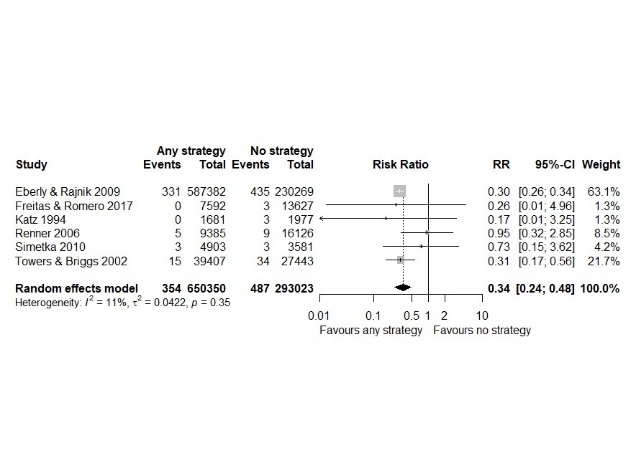 Any strategy No strategy
Study Events Total Events Total Risk Ratio RR 95%-CI Weight
Eberly & Rajnik 2009 331 587382 435 230269 0.30 [0.26; 0.34] 63.1%
Freitas & Romero 2017 0 7592 3 13627 0.26 [0.01; 4.96] 1.3%
Katz 1994 0 1681 3 1977 0.17 [0.01; 3.25] 1.3%
Renner 2006 5 9385 9 16126 0.95 [0.32; 2.85] 8.5%
Simetka 2010 3 4903 3 3581 0.73 [0.15; 3.62] 4.2%
Towers & Briggs 2002 15 39407 34 27443 0.31 [0.17; 0.56] 21.7%
Random effects model 354 650350 487 293023 0.34 [0.24; 0.48] 100.0%
Heterogeneity: I² = 11%, τ² = 0.0422, p = 0.35
0.01 0.1 0.5 1 2 10
Favours any strategy Favours no strategy